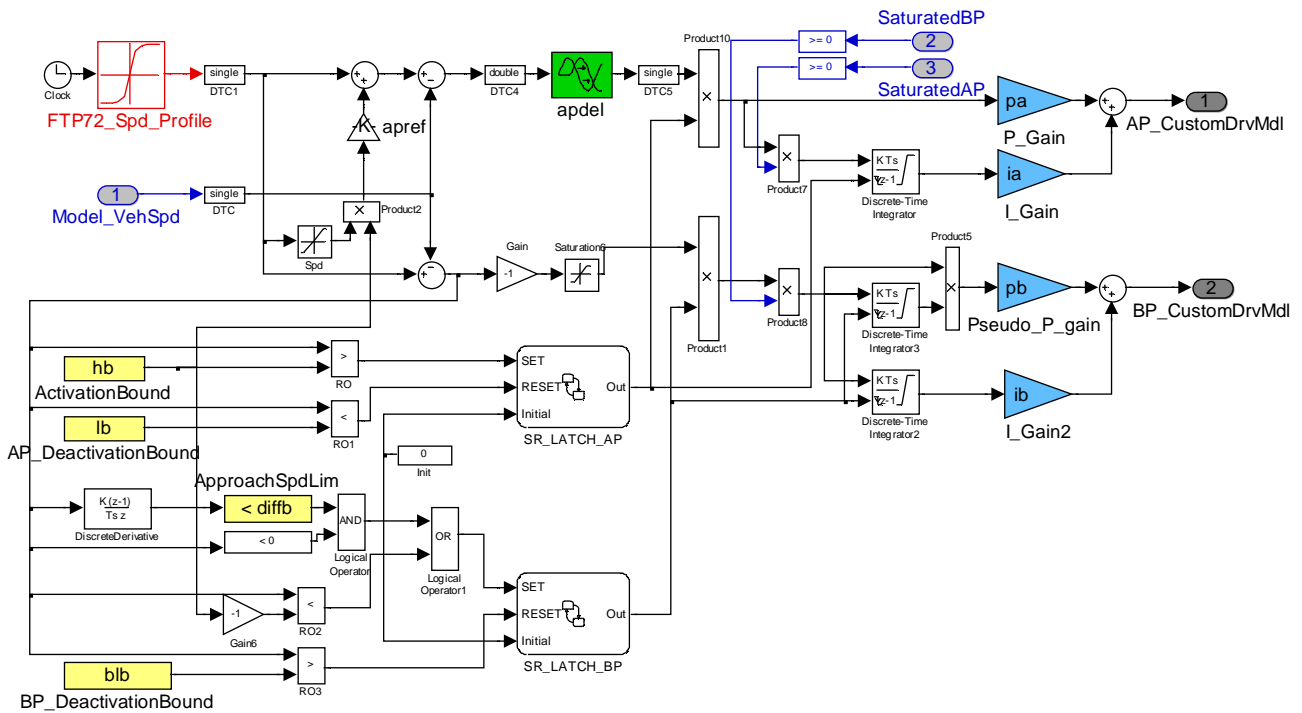 SaturatedBP
2
>= 0
3
>= 0
SaturatedAP
Product10
×
Clock
FTP72_Spd_Profile
single
DTC1
+
+
+
−
double
DTC4
apdel
single
DTC5
-K-
apref
pa
P_Gain
+
+
1
AP_CustomDrvMdl
×
Product7
K Ts
z-1
Discrete-Time
Integrator
ia
I_Gain
1
Model_VehSpd
single
DTC
×
Product2
Spd
+
−
Gain
-1
Saturation6
×
Product1
×
Product8
K Ts
z-1
Discrete-Time
Integrator3
Product5
×
pb
Pseudo_P_gain
+
+
2
BP_CustomDrvMdl
K Ts
z-1
Discrete-Time
Integrator2
ib
I_Gain2
hb
ActivationBound
>
RO
lb
AP_DeactivationBound
<
RO1
SET
RESET
Initial
Out
SR_LATCH_AP
0
Init
K (z-1)
Ts z
DiscreteDerivative
ApproachSpdLim
< diffb
< 0
AND
Logical
Operator
OR
Logical
Operator1
-1
Gain6
<
RO2
SET
RESET
Initial
Out
SR_LATCH_BP
blb
BP_DeactivationBound
>
RO3